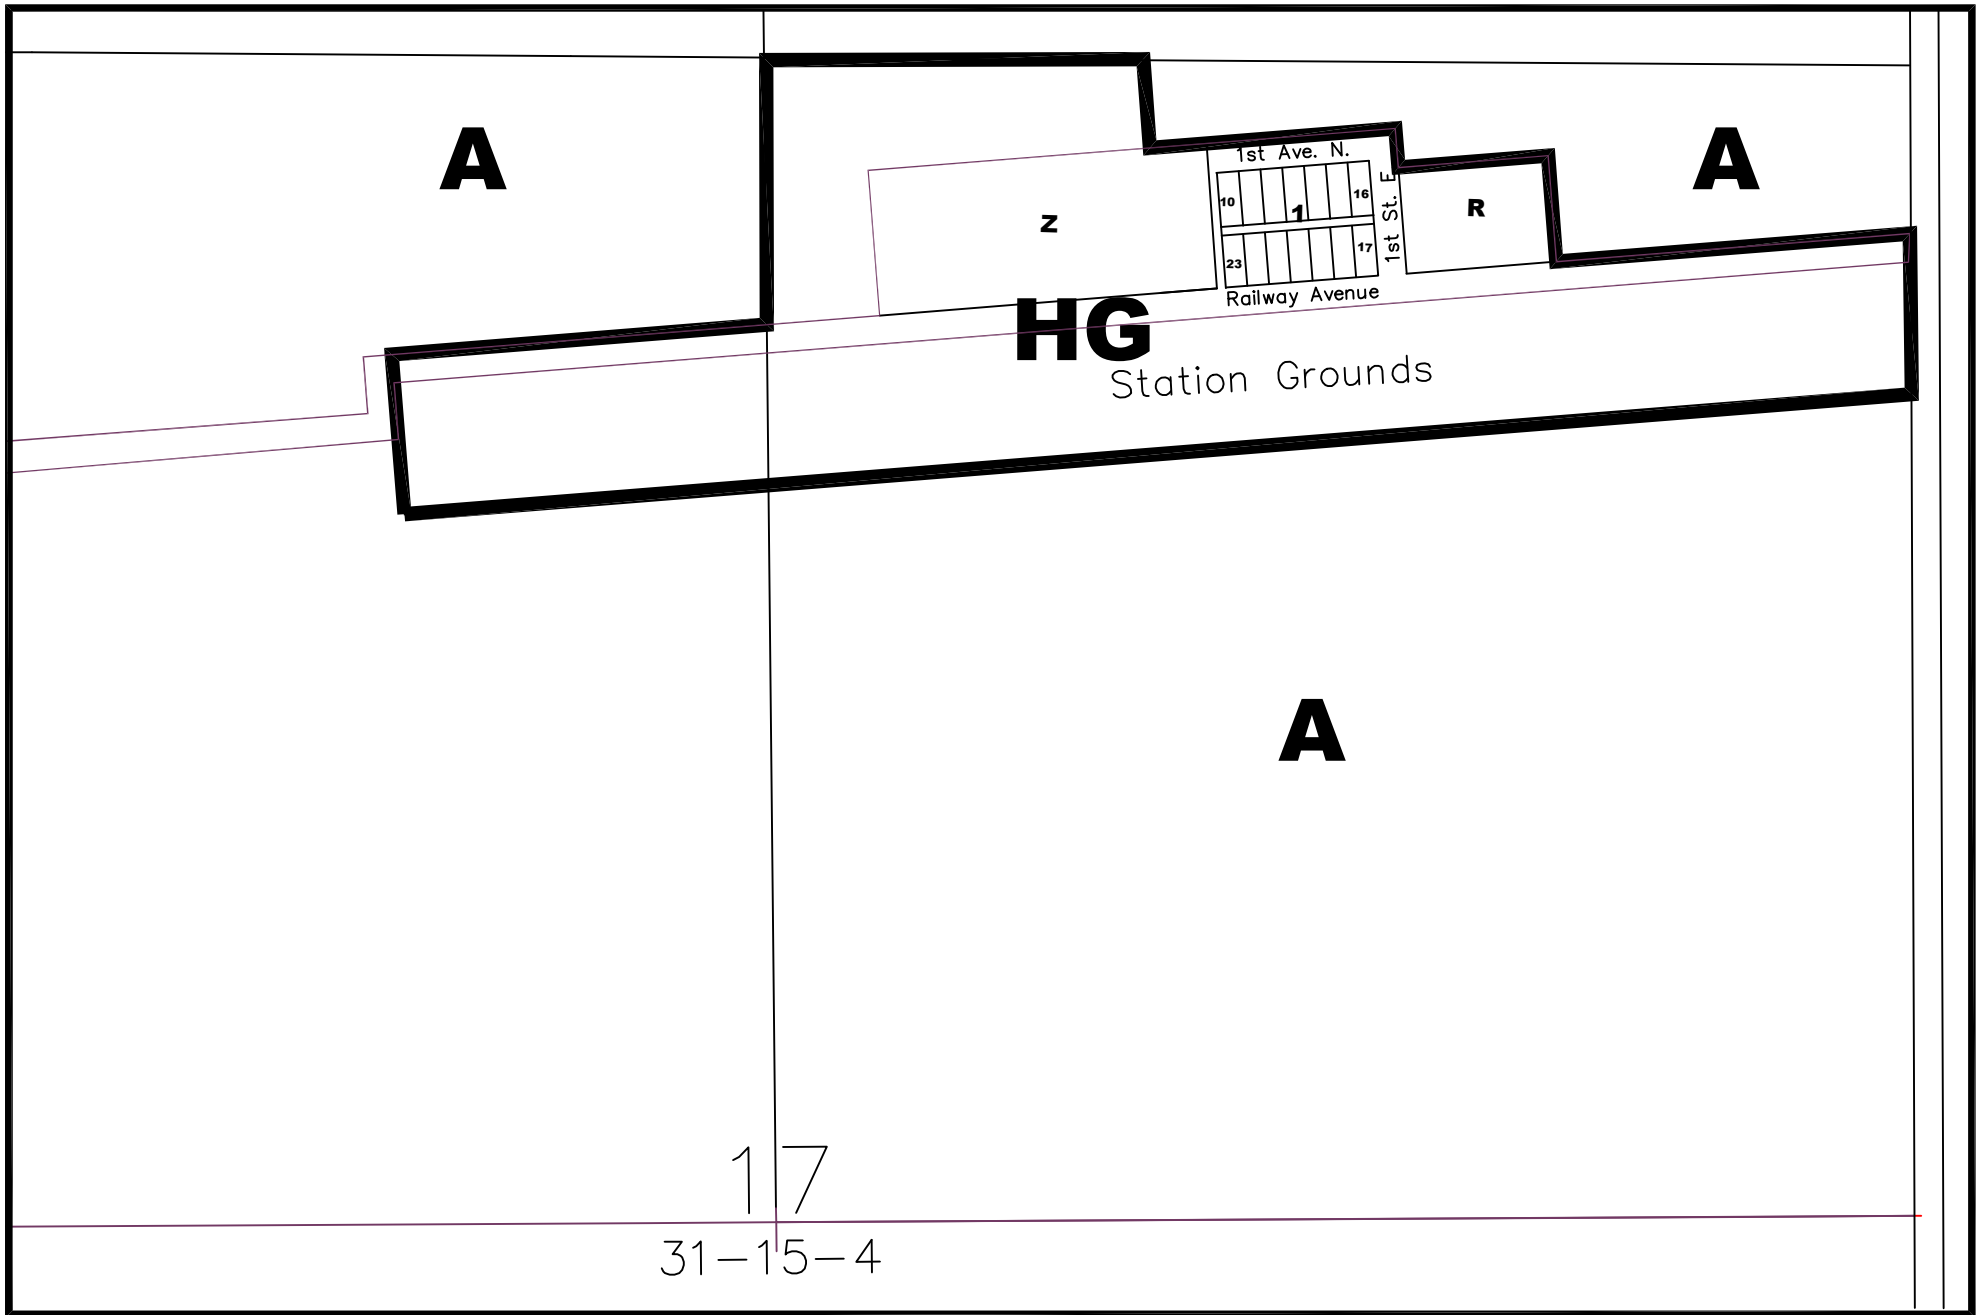 A
A
1st Ave. N.
10
16
1
1st St. E
R
Z
23
17
Railway Avenue
HG
Station Grounds
A
17
31-15-4